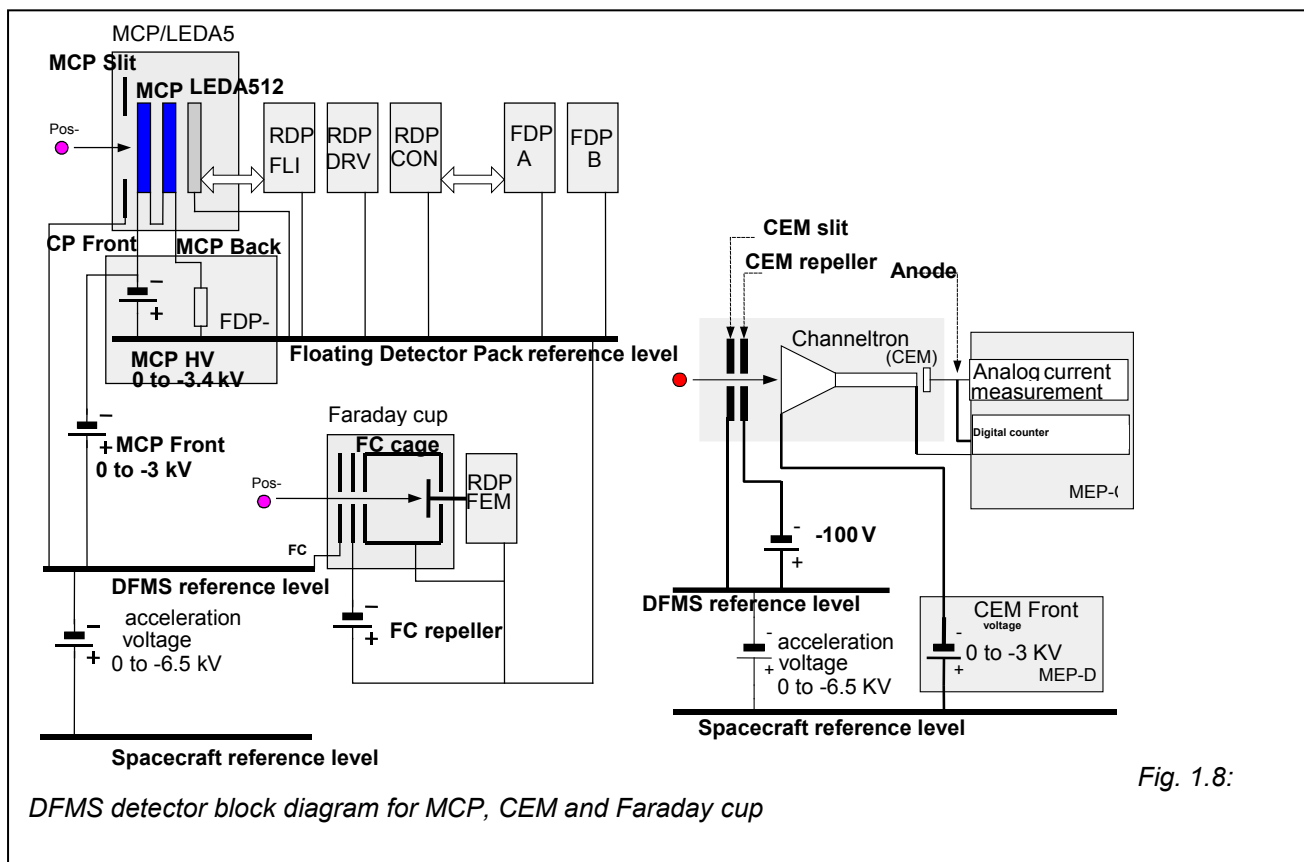 MCP/LEDA5
MCP Slit
MCP LEDA512
Pos-
RDP
FLI
RDP
DRV
RDP
CON
FDP
A
FDP
B
CP Front
MCP Back
−
+
FDP-
MCP HV
0 to -3.4 kV
Floating Detector Pack reference level
−
+ MCP Front
0 to -3 kV
Faraday cup
FC cage
Pos-
RDP
FEM
FC
DFMS reference level
−
+
acceleration
voltage
0 to -6.5 kV
−
+
FC repeller
Spacecraft reference level
CEM slit
CEM repeller
Anode
Channeltron
(CEM)
Analog current
measurement
Digital counter
MEP-(
-
+
-100 V
DFMS reference level
-
+
acceleration
voltage
0 to -6.5 KV
CEM Front
voltage
-
+
0 to -3 KV
MEP-D
Spacecraft reference level
Fig. 1.8:
DFMS detector block diagram for MCP, CEM and Faraday cup